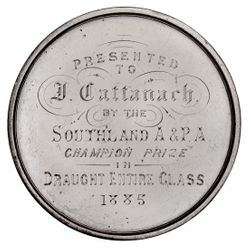 PRESENTED
TO
J. Cattanach.
BY THE
SOUTHLAND A & P. A
CHAMPION PRIZE
IN
DRAUGHT ENTIRE CLASS
1885